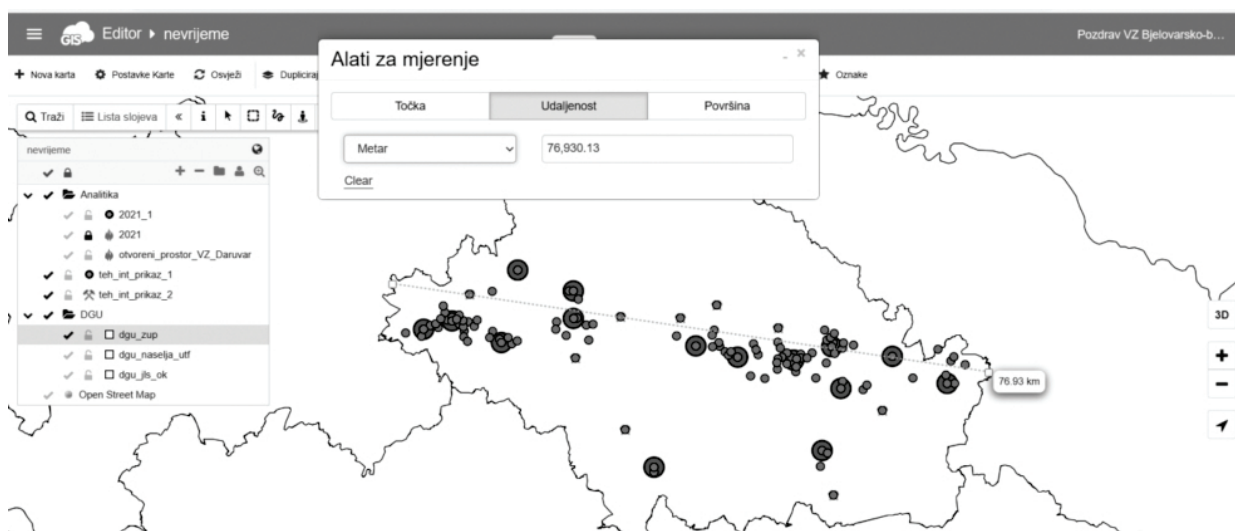 GIS Editor ▸ nevrijeme
Pozdrav VZ Bjelovarsko-b...
Nova karta Postavke Karte Osvježi Dupliciraj Oznake
Alati za mjerenje
Točka Udaljenost Površina
Metar 76,930.13
Clear
Traži Lista slojeva
nevrijeme
Analitika
2021_1
2021
otvoreni_prostor_VZ_Daruvar
teh_int_prikaz_1
teh_int_prikaz_2
DGU
dgu_zup
dgu_naselja_utf
dgu_jls_ok
Open Street Map
3D
76.93 km